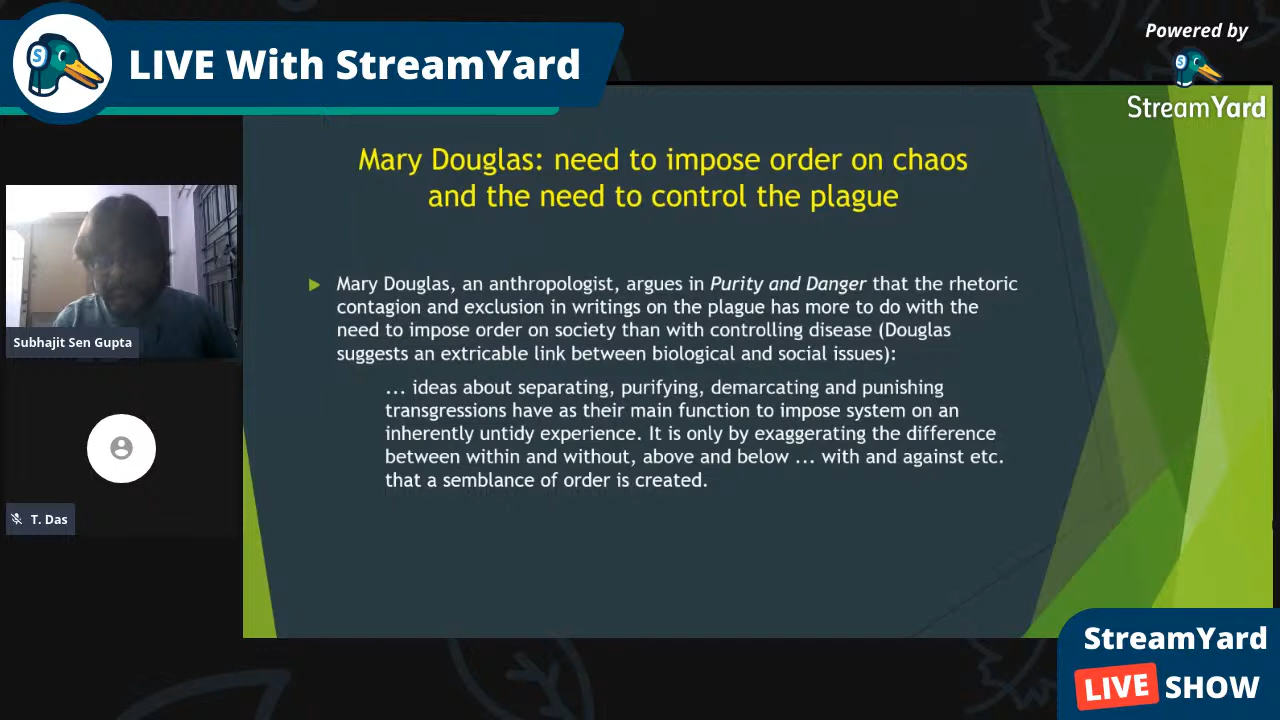 LIVE With StreamYard
Powered by
StreamYard
Mary Douglas: need to impose order on chaos
and the need to control the plague
Mary Douglas, an anthropologist, argues in Purity and Danger that the rhetoric
contagion and exclusion in writings on the plague has more to do with the
need to impose order on society than with controlling disease (Douglas
suggests an extricable link between biological and social issues):
... ideas about separating, purifying, demarcating and punishing
transgressions have as their main function to impose system on an
inherently untidy experience. It is only by exaggerating the difference
between within and without, above and below ... with and against etc.
that a semblance of order is created.
Subhajit Sen Gupta
T. Das
StreamYard
LIVE SHOW